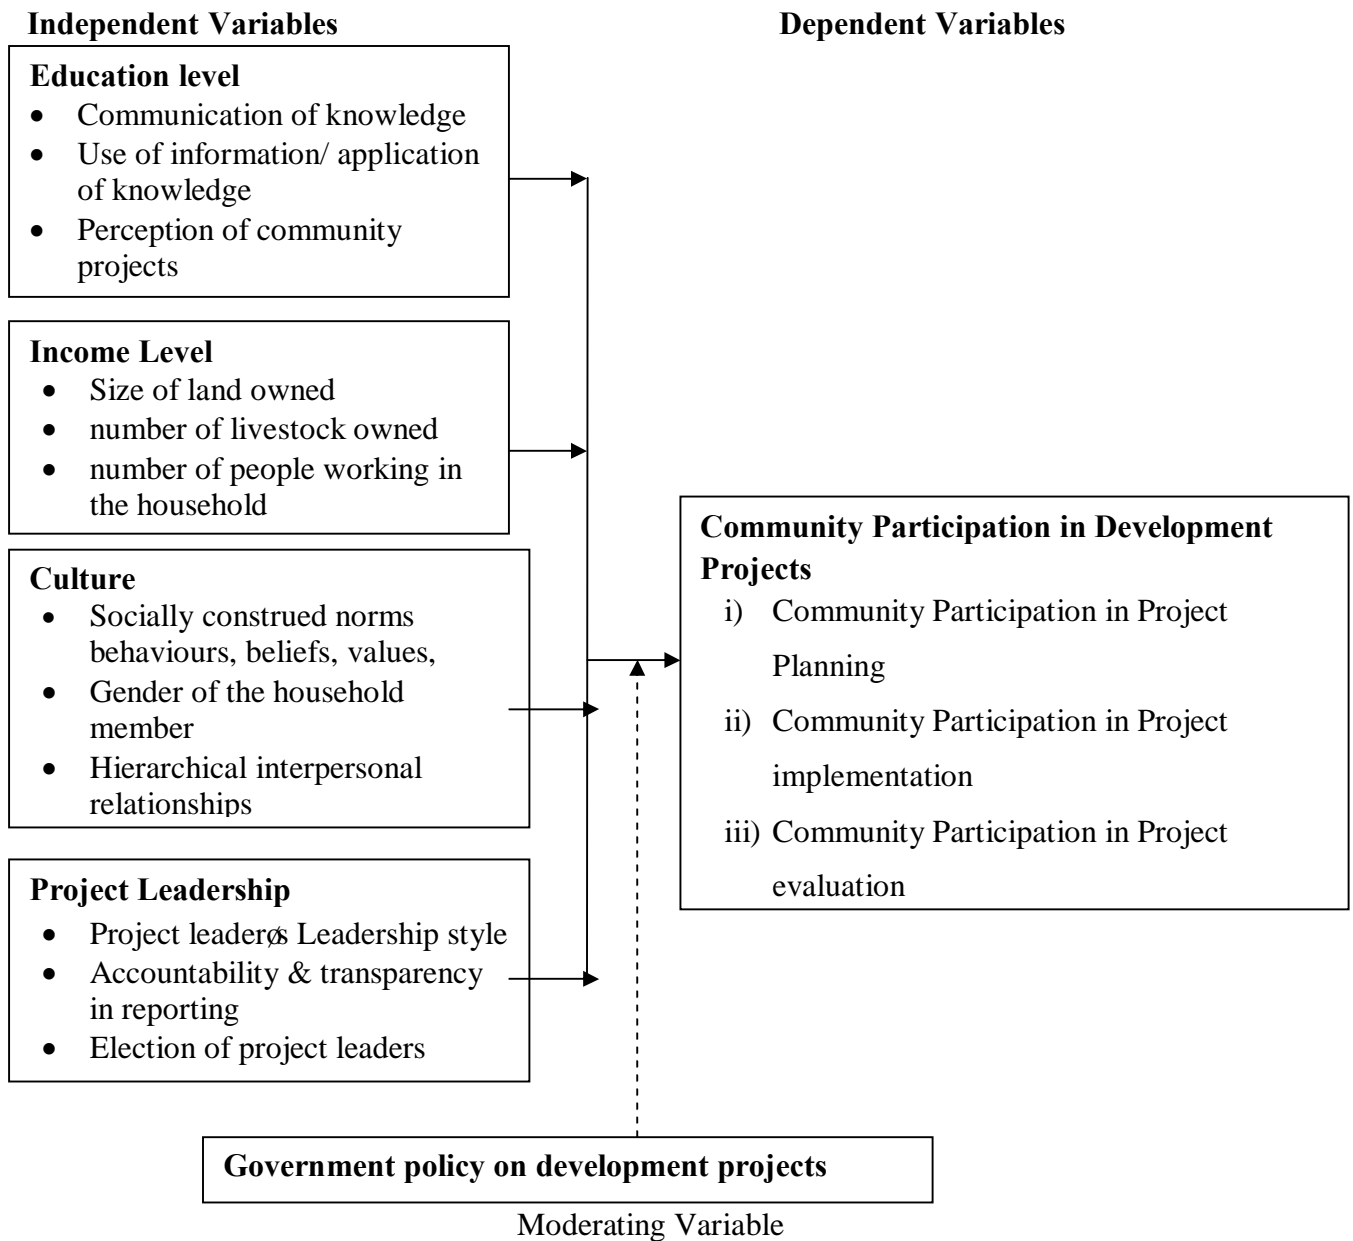 Independent Variables
Dependent Variables
Education level
• Communication of knowledge
• Use of information/ application
of knowledge
• Perception of community
projects
Income Level
• Size of land owned
• number of livestock owned
• number of people working in
the household
Culture
• Socially construed norms
behaviours, beliefs, values,
• Gender of the household
member
• Hierarchical interpersonal
relationships
Project Leadership
• Project leaderøs Leadership style
• Accountability & transparency
in reporting
• Election of project leaders
Community Participation in Development
Projects
i) Community Participation in Project
Planning
ii) Community Participation in Project
implementation
iii) Community Participation in Project
evaluation
Government policy on development projects
Moderating Variable